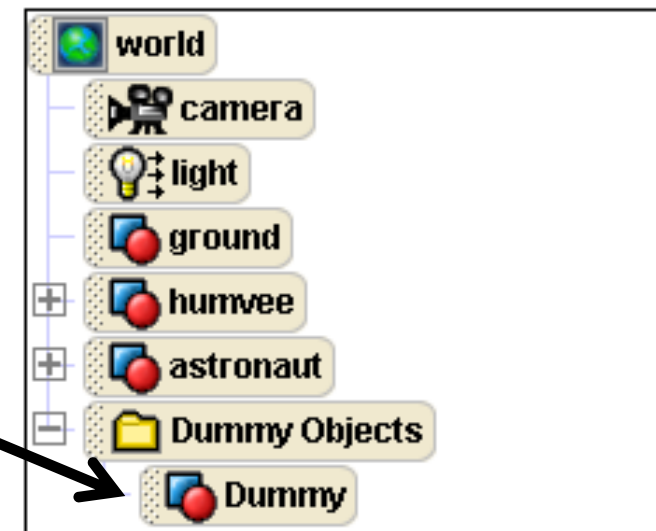 world
camera
light
ground
humvee
astronaut
Dummy Objects
Dummy